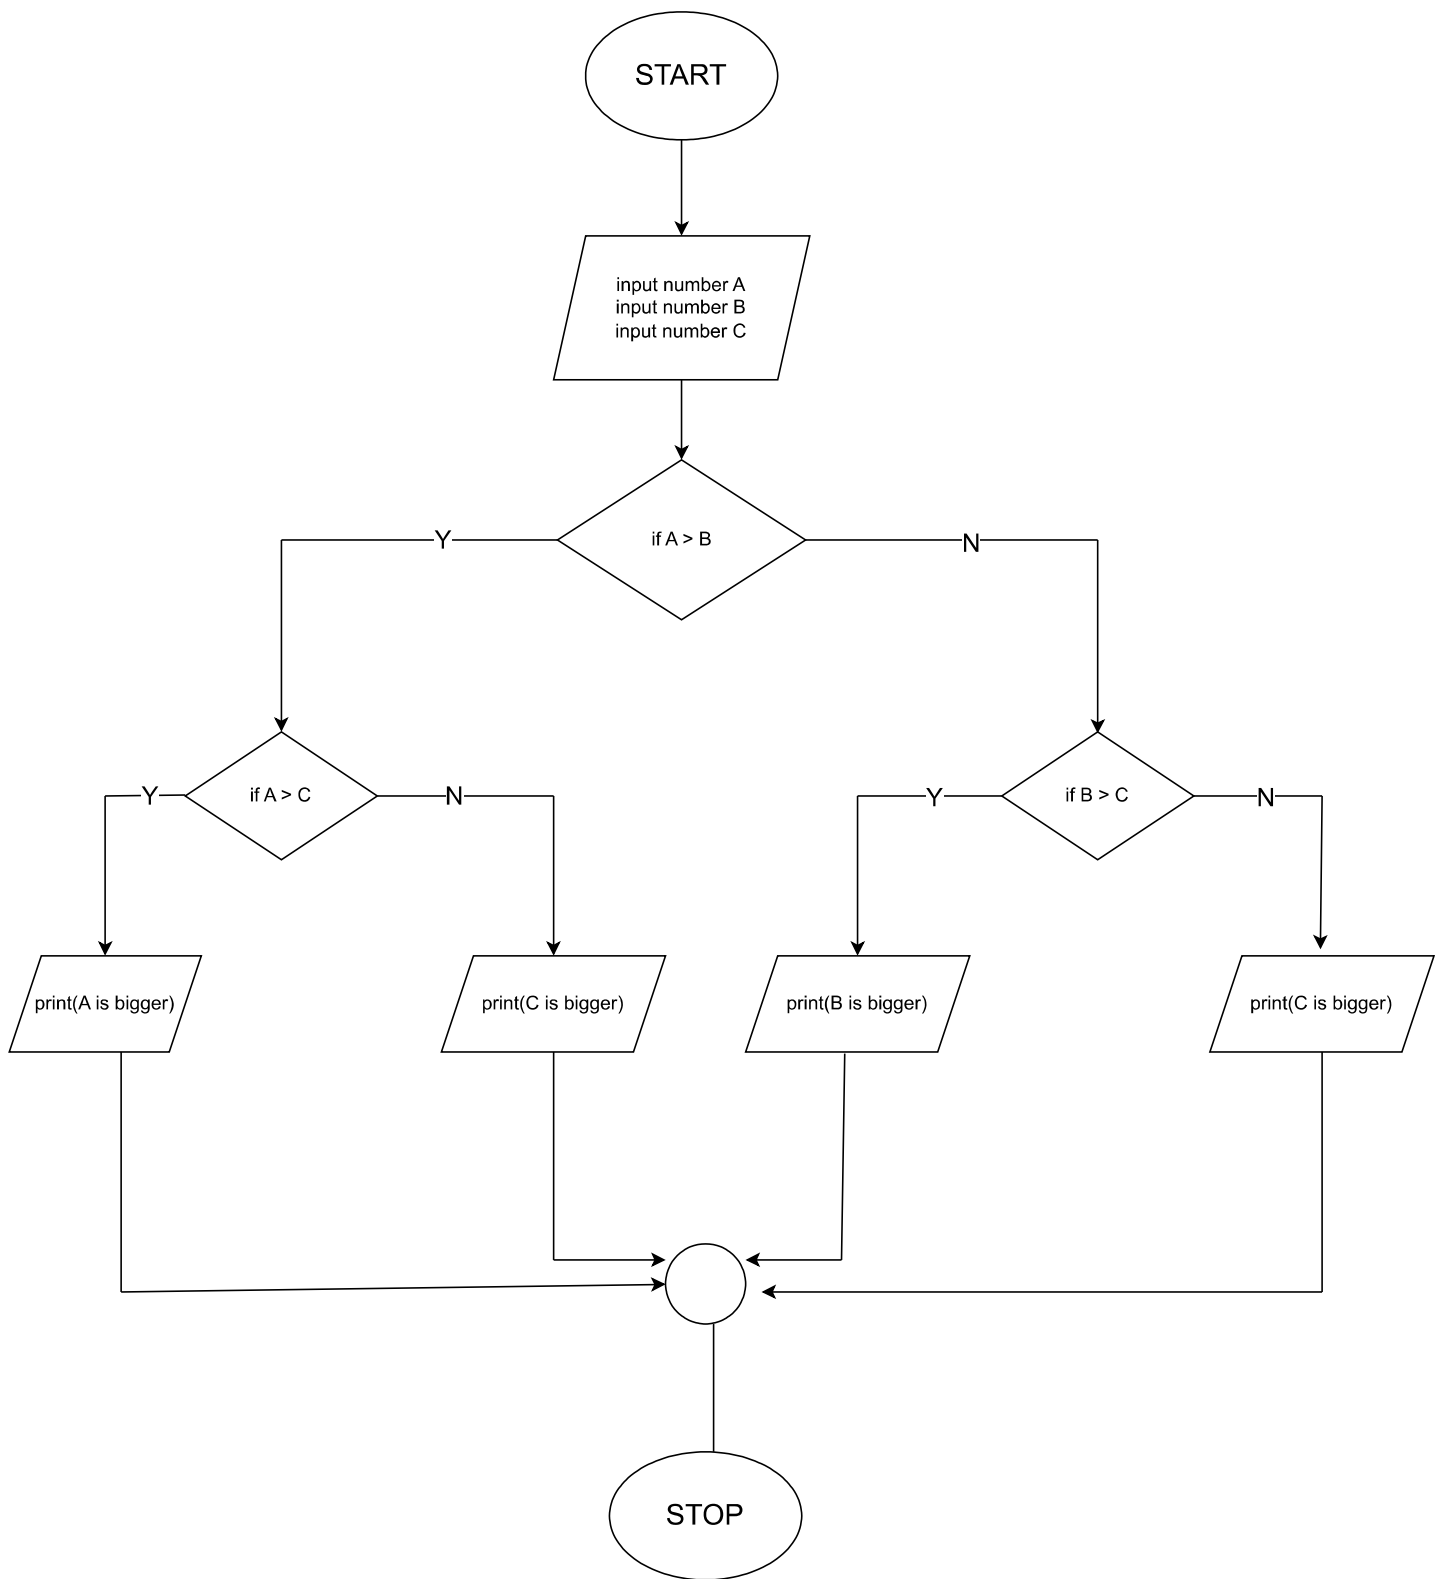 START
input number A
input number B
input number C
if A > B
Y
N
if A > C
Y
N
if B > C
Y
N
print(A is bigger)
print(C is bigger)
print(B is bigger)
print(C is bigger)
STOP